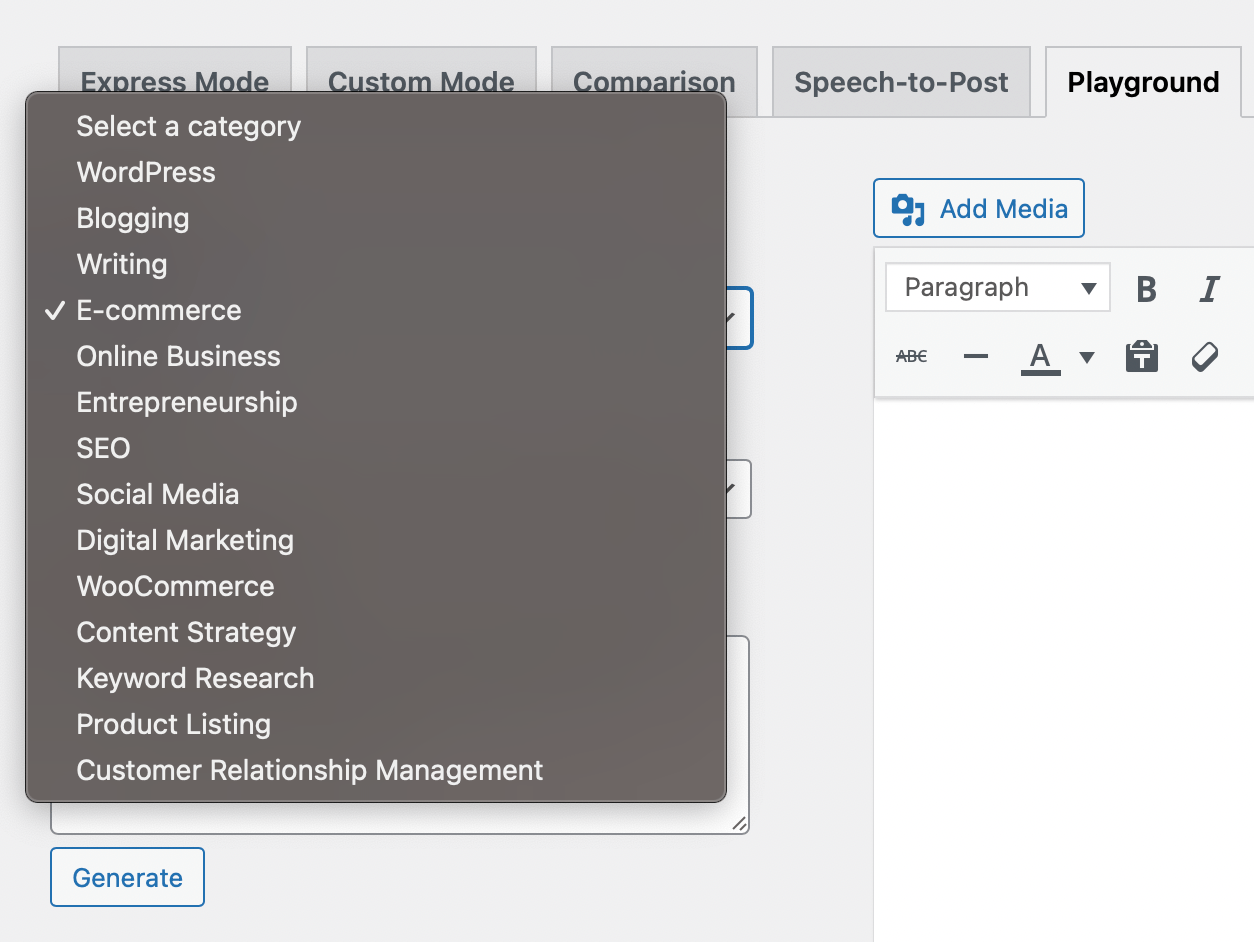 Express Mode
Custom Mode
Comparison
Speech-to-Post
Playground
Select a category
WordPress
Blogging
Writing
E-commerce
Online Business
Entrepreneurship
SEO
Social Media
Digital Marketing
WooCommerce
Content Strategy
Keyword Research
Product Listing
Customer Relationship Management
Generate
Add Media
Paragraph
B
I
ABC
A
T